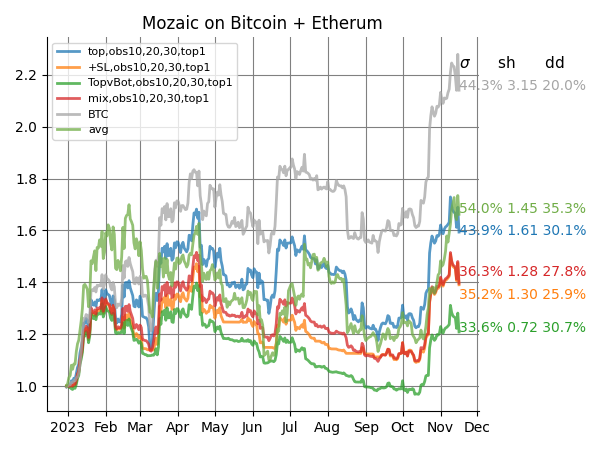 Mozaic on Bitcoin + Etherum
top,obs10,20,30,top1
+SL,obs10,20,30,top1
TopvBot,obs10,20,30,top1
mix,obs10,20,30,top1
BTC
avg
σ sh dd
44.3% 3.15 20.0%
54.0% 1.45 35.3%
43.9% 1.61 30.1%
36.3% 1.28 27.8%
35.2% 1.30 25.9%
33.6% 0.72 30.7%
2.2
2.0
1.8
1.6
1.4
1.2
1.0
2023 Feb Mar Apr May Jun Jul Aug Sep Oct Nov Dec